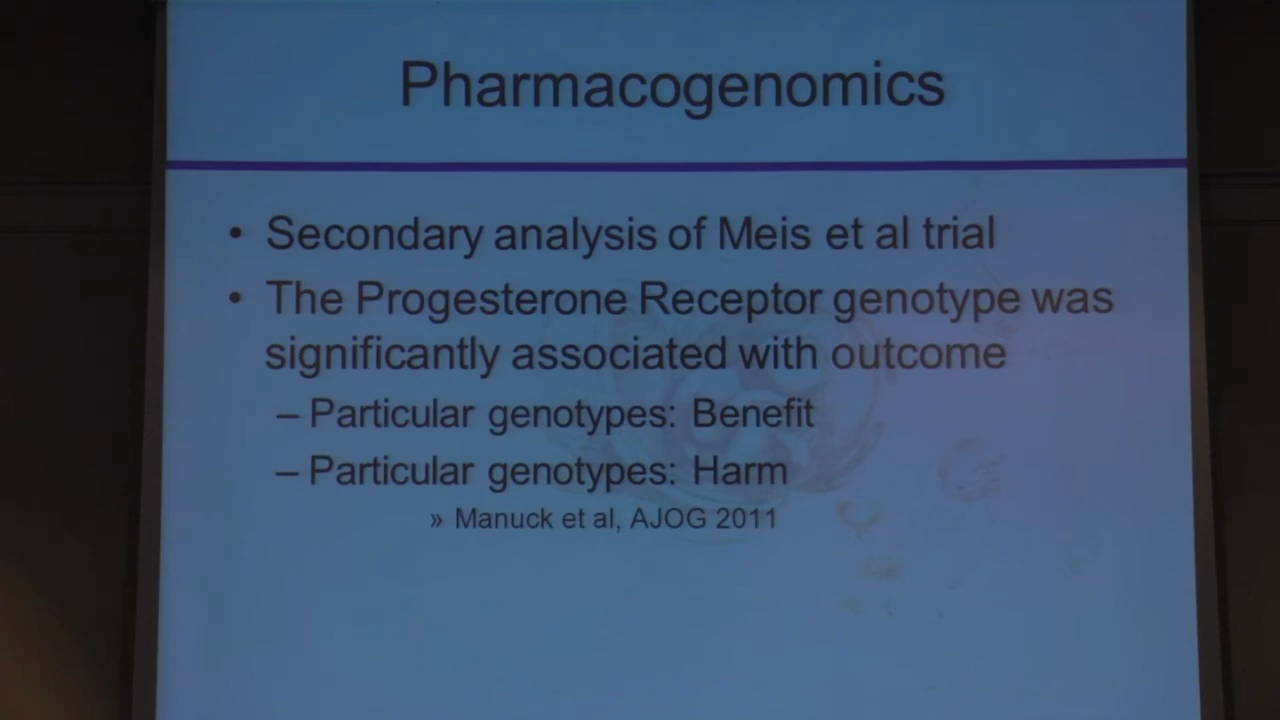 Pharmacogenomics
• Secondary analysis of Meis et al trial
• The Progesterone Receptor genotype was
significantly associated with outcome
– Particular genotypes: Benefit
– Particular genotypes: Harm
» Manuck et al, AJOG 2011